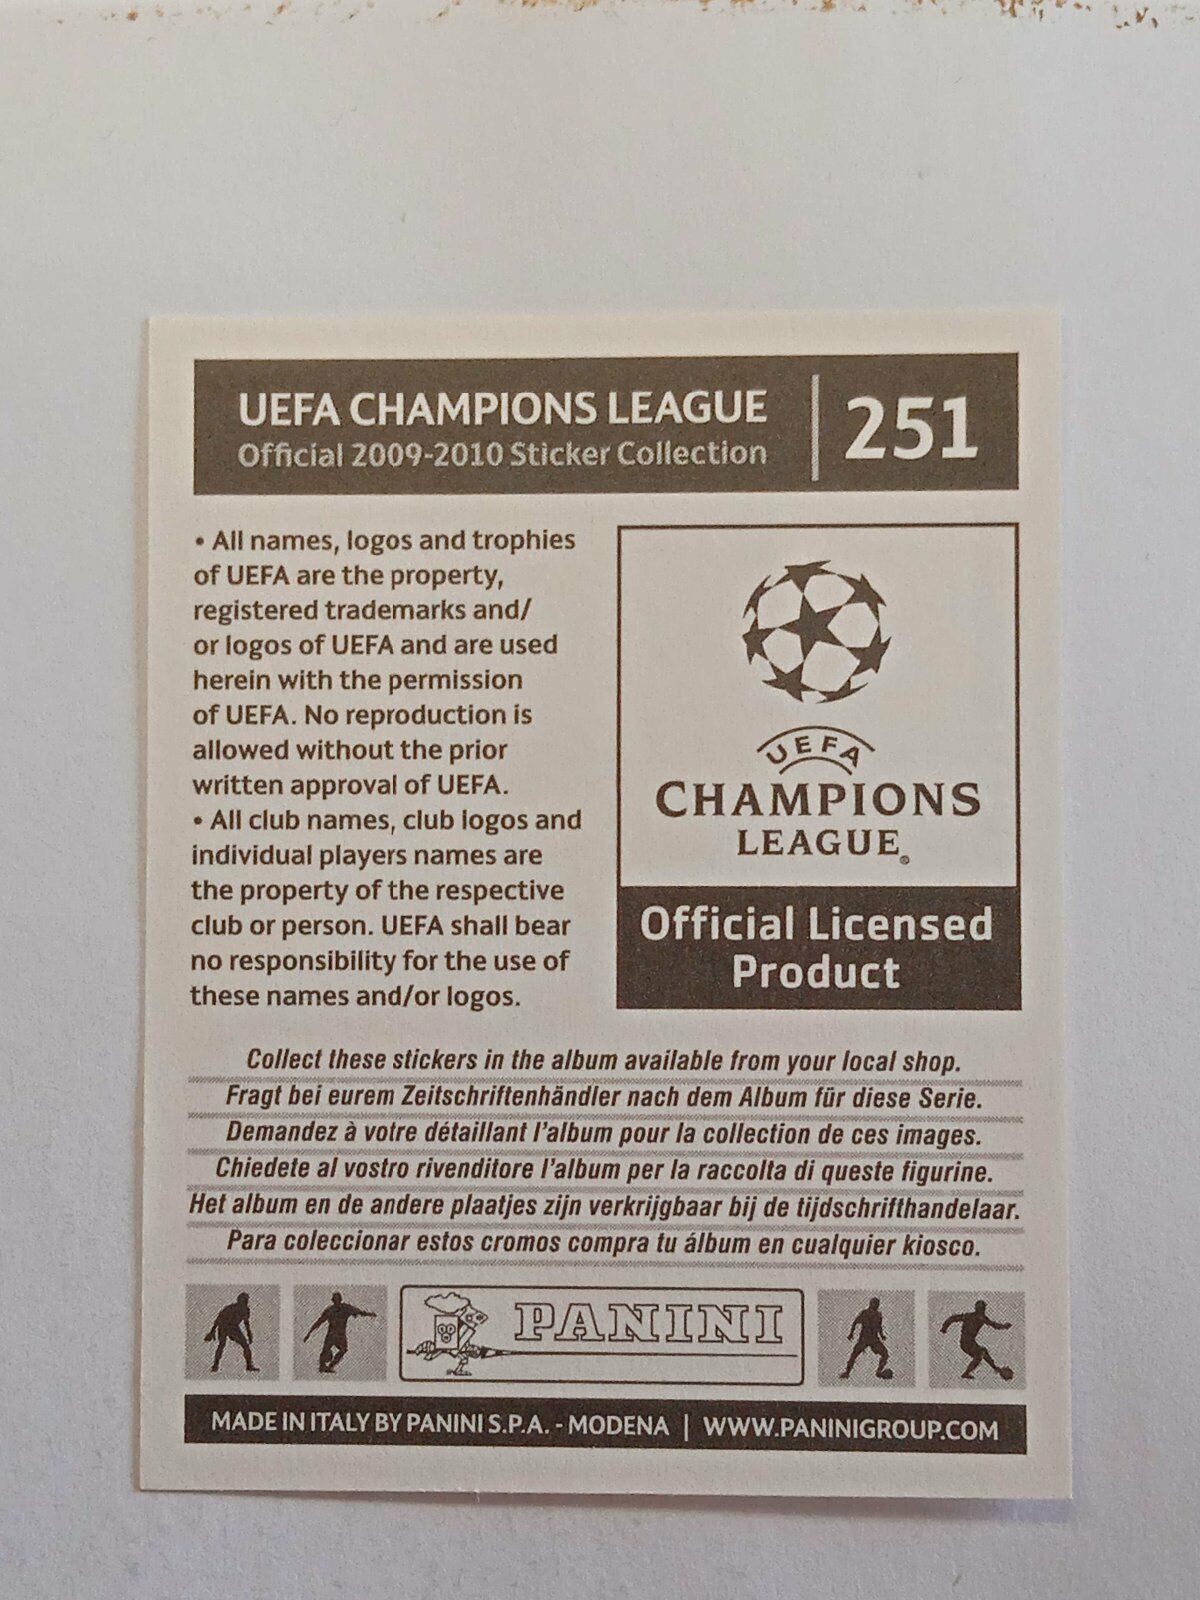 UEFA CHAMPIONS LEAGUE
Official 2009-2010 Sticker Collection
251
• All names, logos and trophies
of UEFA are the property,
registered trademarks and/
or logos of UEFA and are used
herein with the permission
of UEFA. No reproduction is
allowed without the prior
written approval of UEFA.
• All club names, club logos and
individual players names are
the property of the respective
club or person. UEFA shall bear
no responsibility for the use of
these names and/or logos.
UEFA
CHAMPIONS
LEAGUE®
Official Licensed
Product
Collect these stickers in the album available from your local shop.
Fragt bei eurem Zeitschriftenhändler nach dem Album für diese Serie.
Demandez à votre détaillant l'album pour la collection de ces images.
Chiedete al vostro rivenditore l'album per la raccolta di queste figurine.
Het album en de andere plaatjes zijn verkrijgbaar bij de tijdschrifthandelaar.
Para coleccionar estos cromos compra tu álbum en cualquier kiosco.
PANINI
MADE IN ITALY BY PANINI S.P.A. - MODENA | WWW.PANINIGROUP.COM